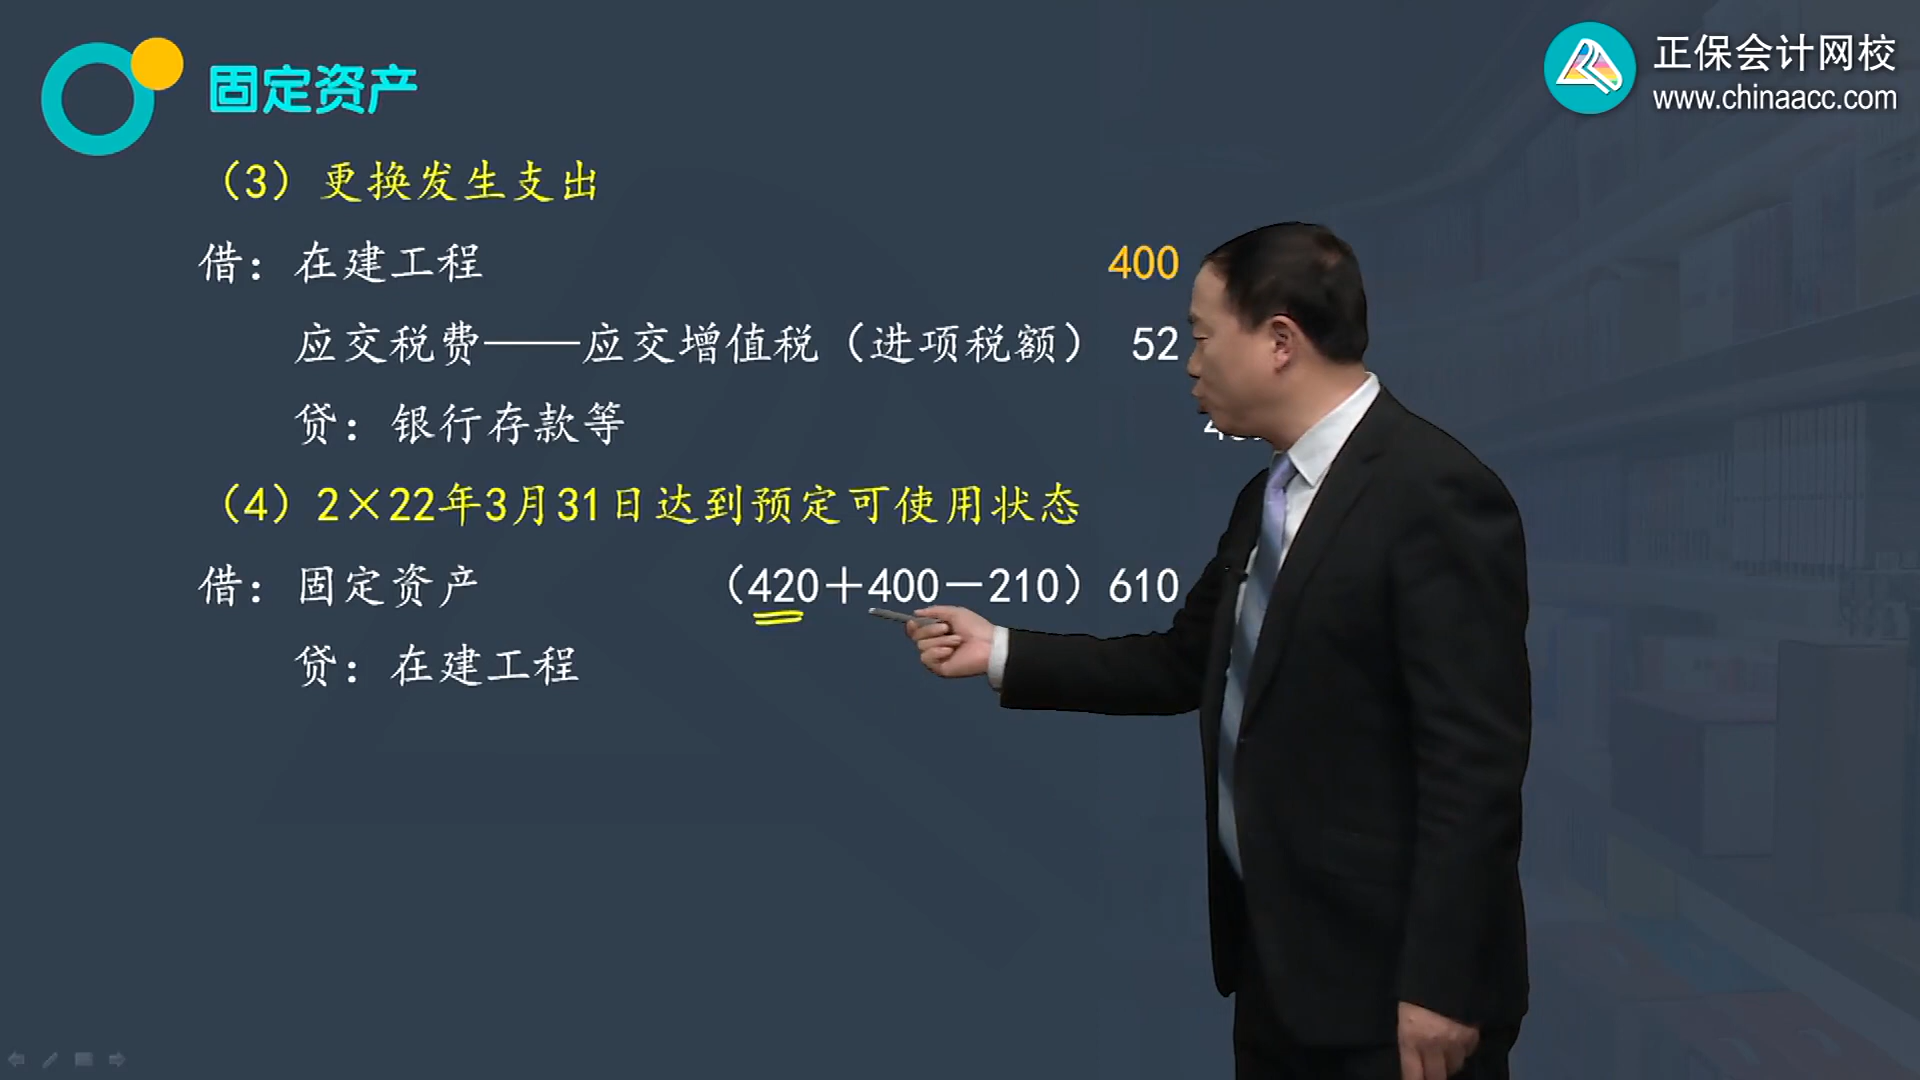 固定资产
正保会计网校
www.chinaacc.com
（3）更换发生支出
借：在建工程 400
应交税费——应交增值税（进项税额） 52
贷：银行存款等
（4）2×22年3月31日达到预定可使用状态
借：固定资产 （420＋400－210）610
贷：在建工程